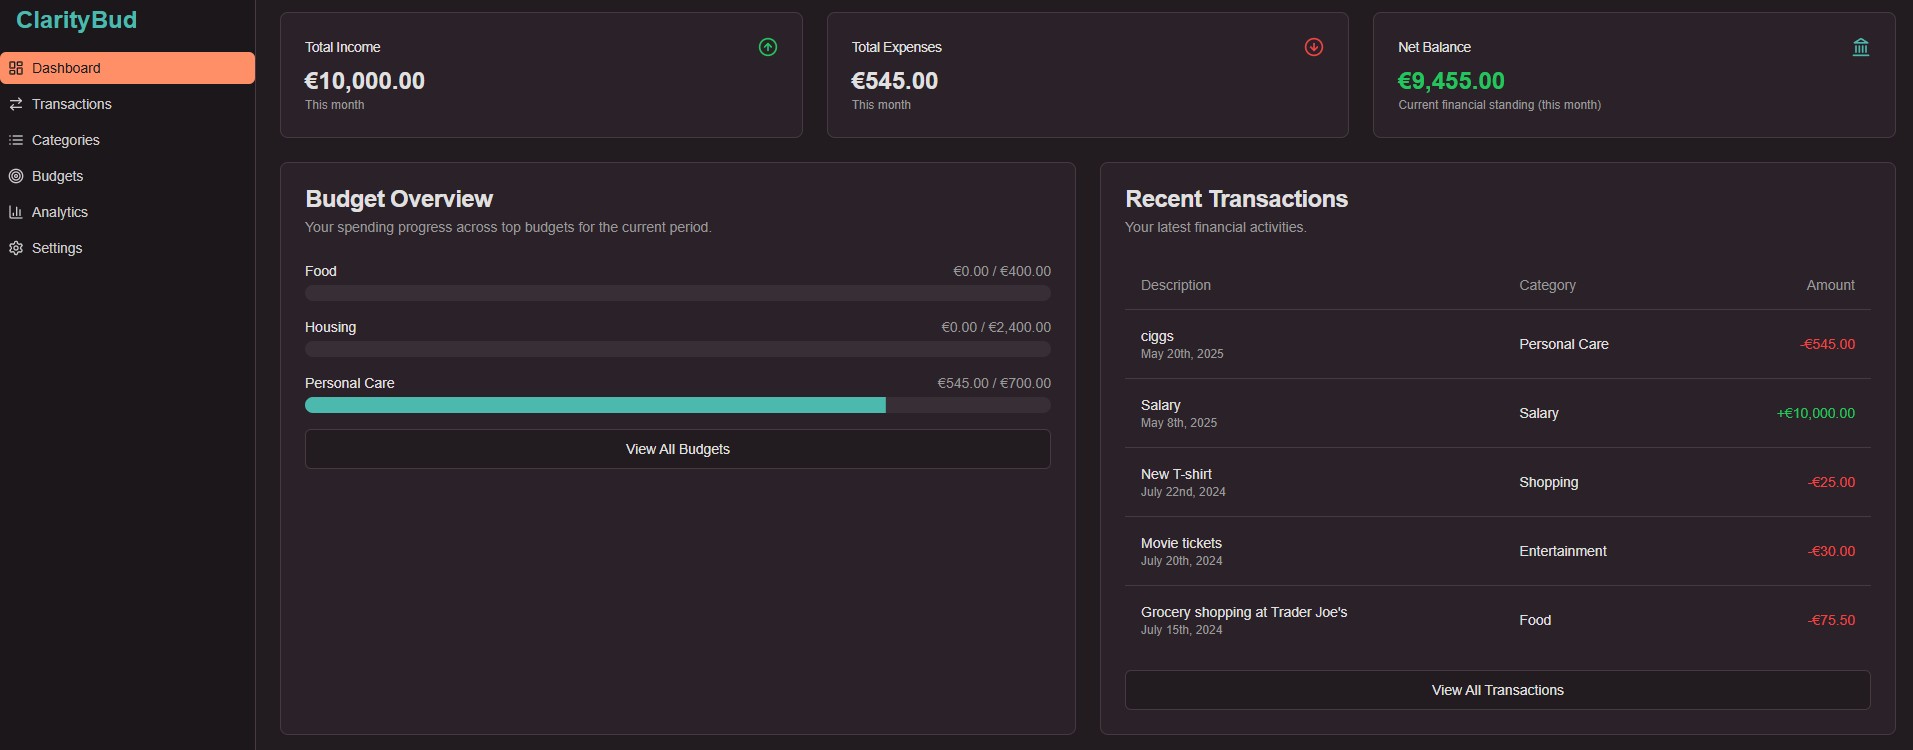 ClarityBud
Dashboard
Transactions
Categories
Budgets
Analytics
Settings
Total Income
€10,000.00
This month
Total Expenses
€545.00
This month
Net Balance
€9,455.00
Current financial standing (this month)
Budget Overview
Your spending progress across top budgets for the current period.
Food €0.00 / €400.00
Housing €0.00 / €2,400.00
Personal Care €545.00 / €700.00
View All Budgets
Recent Transactions
Your latest financial activities.
Description Category Amount
ciggs
May 20th, 2025
Personal Care
-€545.00
Salary
May 8th, 2025
Salary
+€10,000.00
New T-shirt
July 22nd, 2024
Shopping
-€25.00
Movie tickets
July 20th, 2024
Entertainment
-€30.00
Grocery shopping at Trader Joe's
July 15th, 2024
Food
-€75.50
View All Transactions